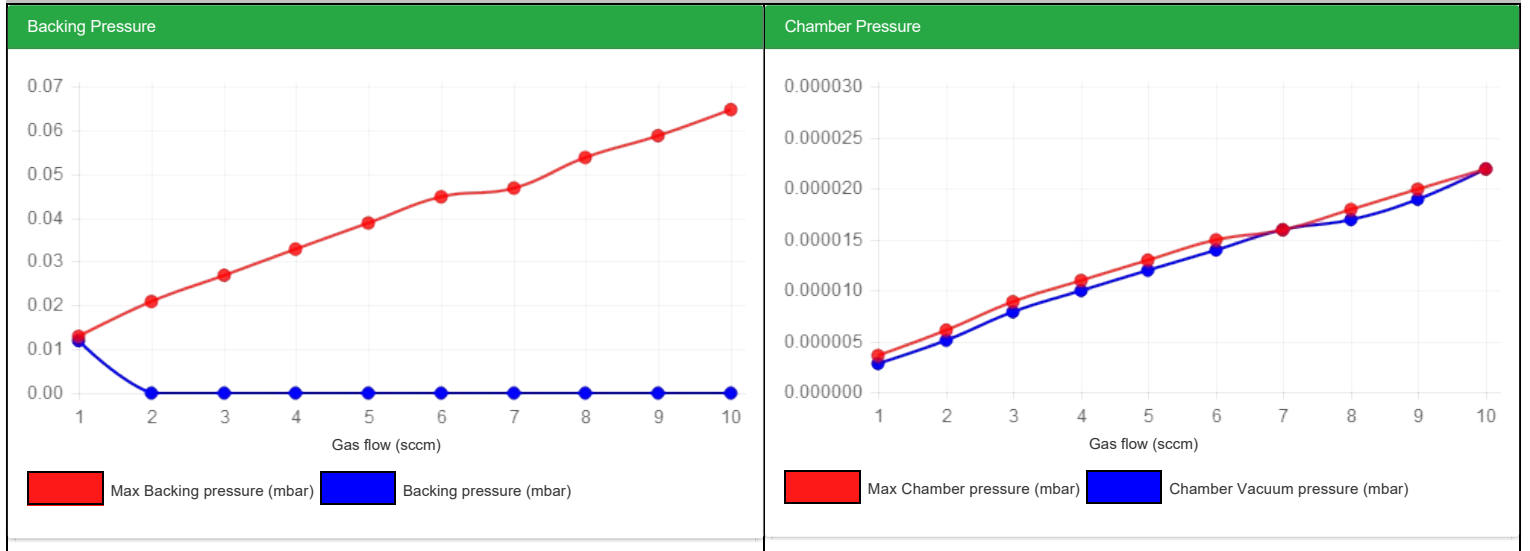 Backing Pressure
0.07
0.06
0.05
0.04
0.03
0.02
0.01
0.00
1 2 3 4 5 6 7 8 9 10
Gas flow (sccm)
Max Backing pressure (mbar) Backing pressure (mbar)
Chamber Pressure
0.000030
0.000025
0.000020
0.000015
0.000010
0.000005
0.000000
1 2 3 4 5 6 7 8 9 10
Gas flow (sccm)
Max Chamber pressure (mbar) Chamber Vacuum pressure (mbar)